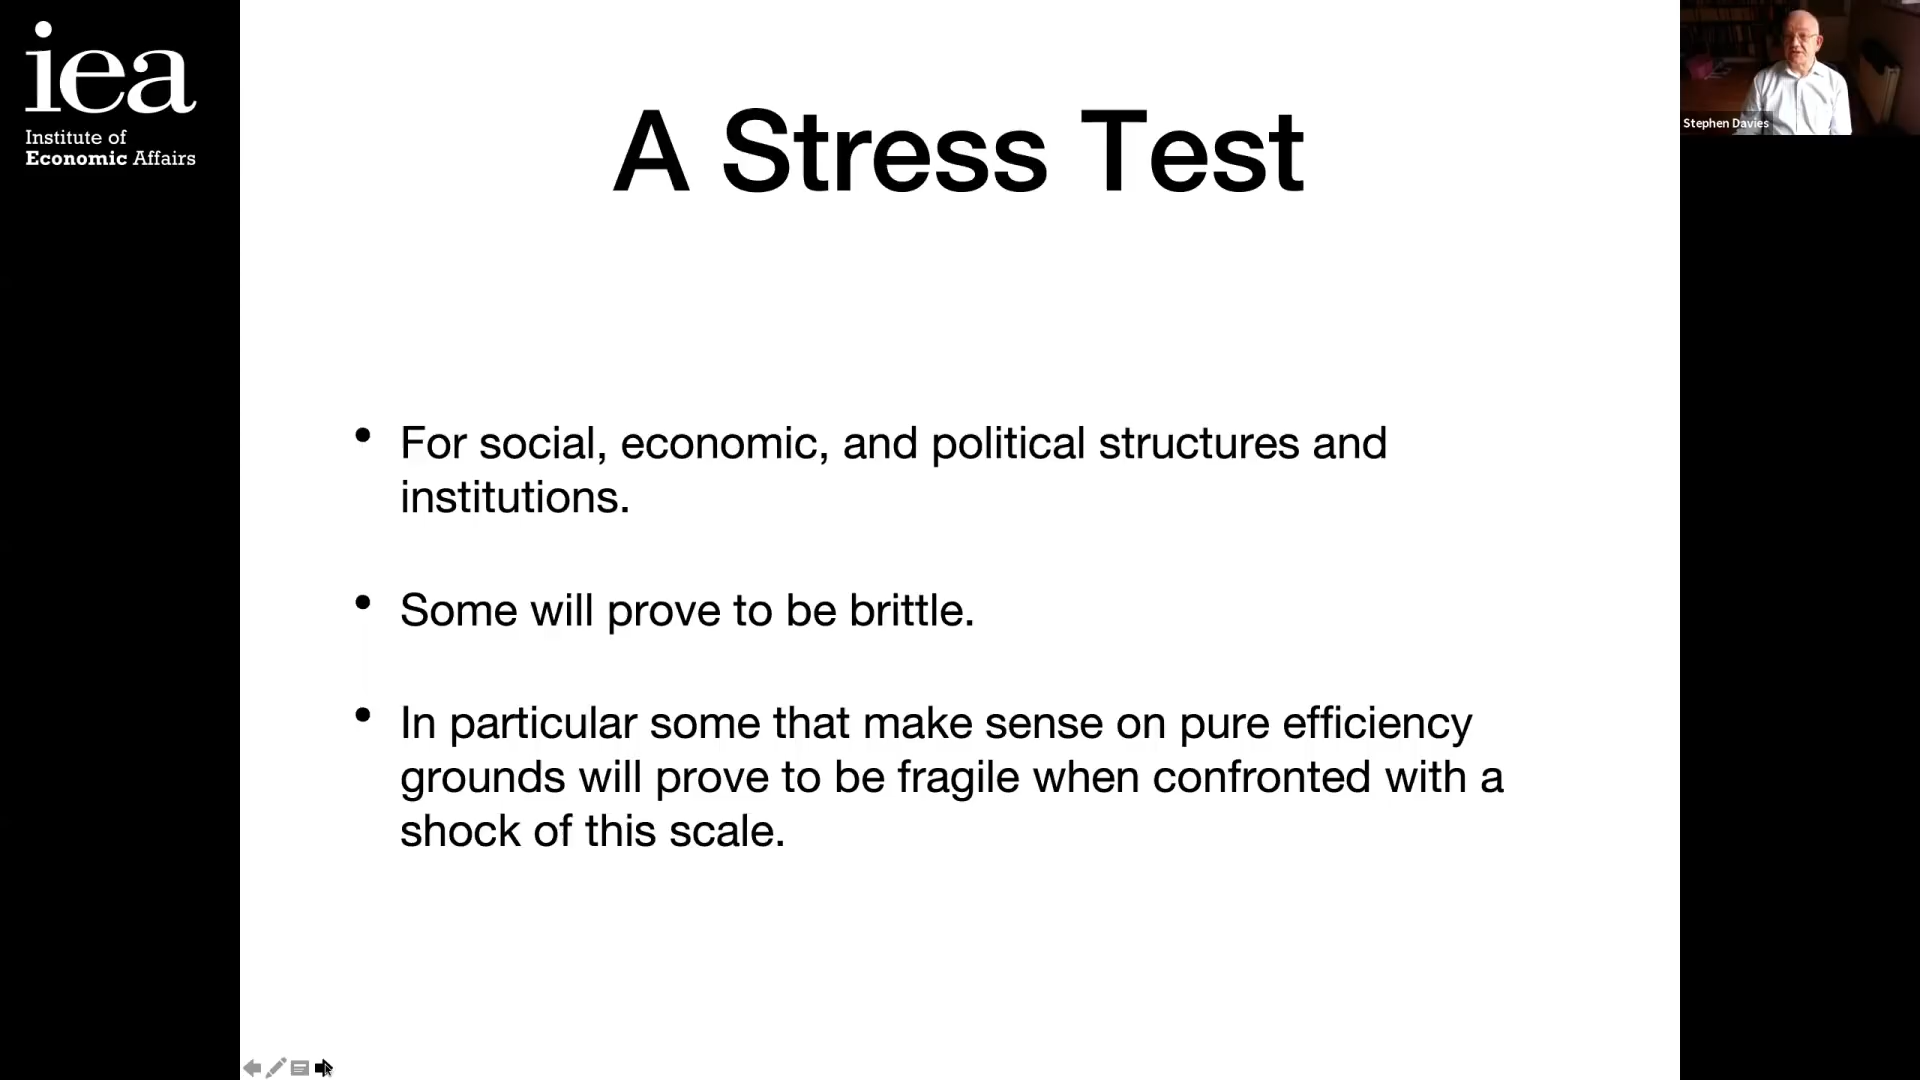 iea
Institute of
Economic Affairs
A Stress Test
Stephen Davies
• For social, economic, and political structures and
institutions.
• Some will prove to be brittle.
• In particular some that make sense on pure efficiency
grounds will prove to be fragile when confronted with a
shock of this scale.